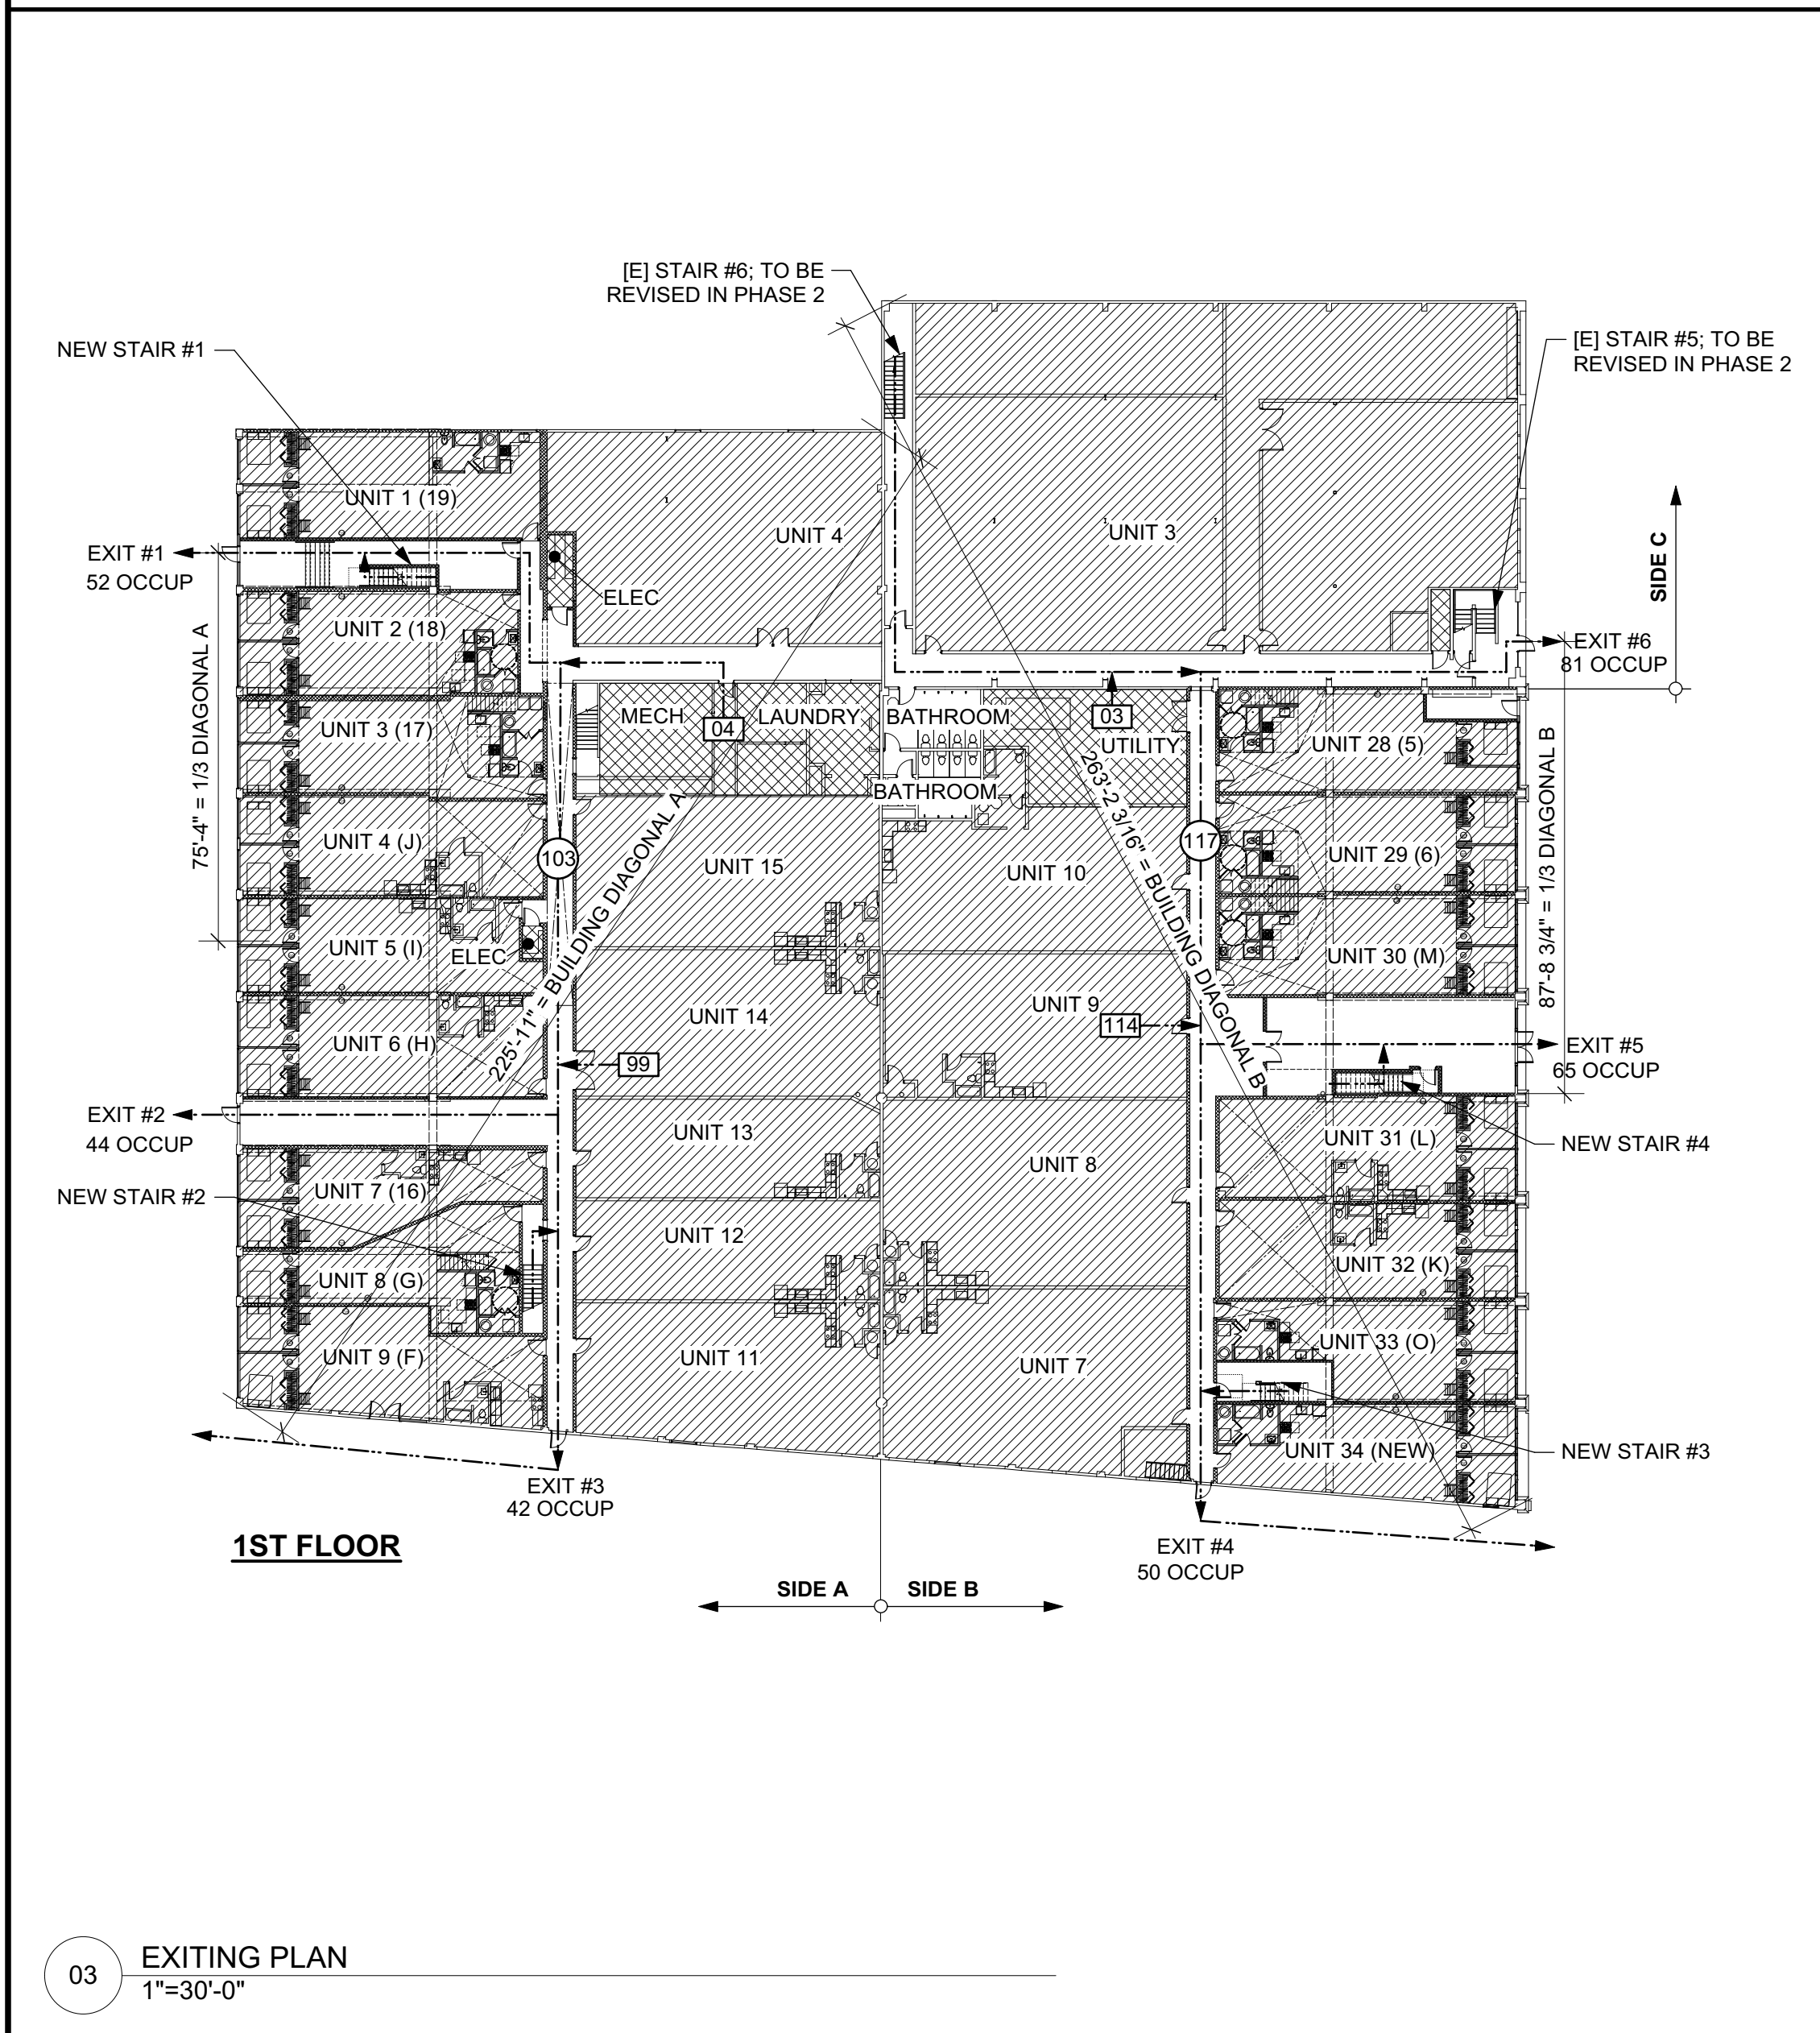 [E] STAIR #6; TO BE
REVISED IN PHASE 2
NEW STAIR #1
[E] STAIR #5; TO BE
REVISED IN PHASE 2
UNIT 1 (19)
UNIT 4
UNIT 3
EXIT #1
52 OCCUP
ELEC
SIDE C
UNIT 2 (18)
EXIT #6
81 OCCUP
75'-4" = 1/3 DIAGONAL A
MECH
04
LAUNDRY
BATHROOM
03
UTILITY
UNIT 3 (17)
UNIT 28 (5)
BATHROOM
263'-2 3/16" = BUILDING DIAGONAL B
87'-8 3/4" = 1/3 DIAGONAL B
UNIT 4 (J)
103
UNIT 15
UNIT 10
117
UNIT 29 (6)
225'-11" = BUILDING DIAGONAL A
UNIT 5 (I)
ELEC
UNIT 30 (M)
UNIT 14
UNIT 9
114
UNIT 6 (H)
99
EXIT #5
65 OCCUP
EXIT #2
44 OCCUP
UNIT 13
UNIT 31 (L)
NEW STAIR #4
UNIT 8
UNIT 7 (16)
NEW STAIR #2
UNIT 12
UNIT 32 (K)
UNIT 8 (G)
UNIT 33 (O)
UNIT 9 (F)
UNIT 11
UNIT 7
UNIT 34 (NEW)
NEW STAIR #3
EXIT #3
42 OCCUP
1ST FLOOR
EXIT #4
50 OCCUP
SIDE A
SIDE B
03
EXITING PLAN
1"=30'-0"